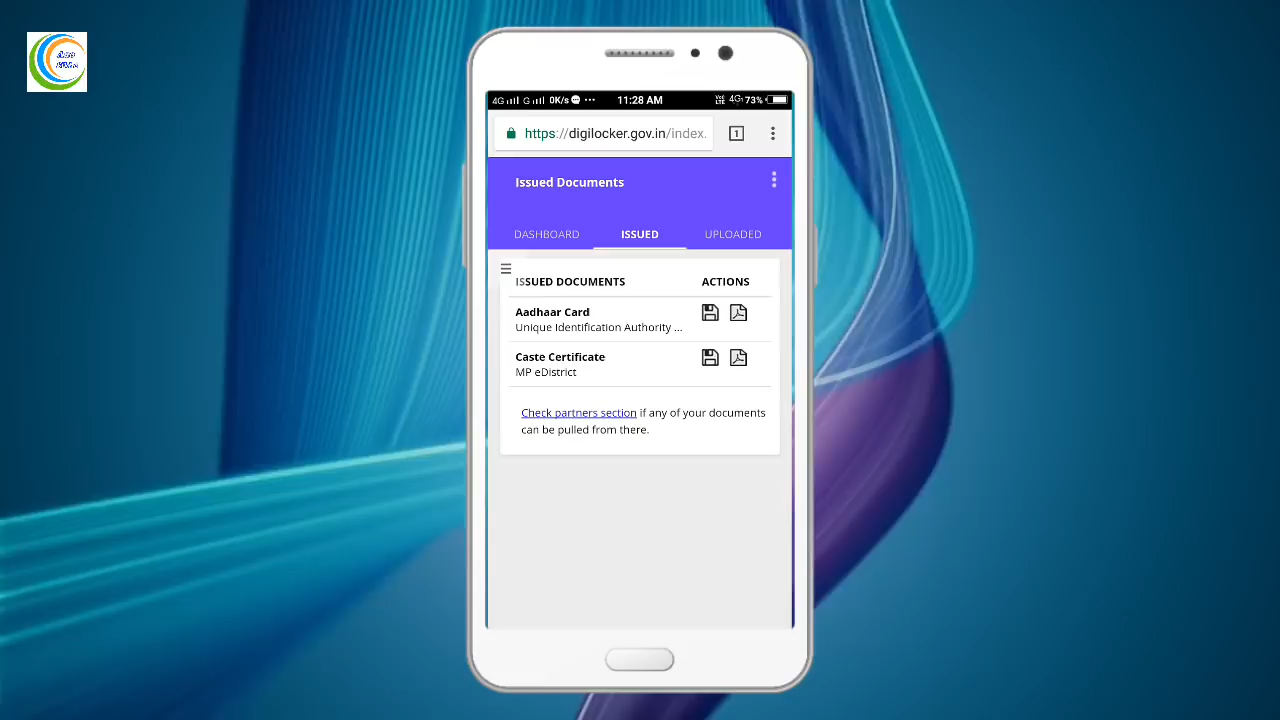 4G G 0K/s ... 11:28 AM VoLTE 4G 73%
https://digilocker.gov.in/index. 1
Issued Documents
DASHBOARD ISSUED UPLOADED
ISSUED DOCUMENTS ACTIONS
Aadhaar Card
Unique Identification Authority ...
Caste Certificate
MP eDistrict
Check partners section if any of your documents
can be pulled from there.